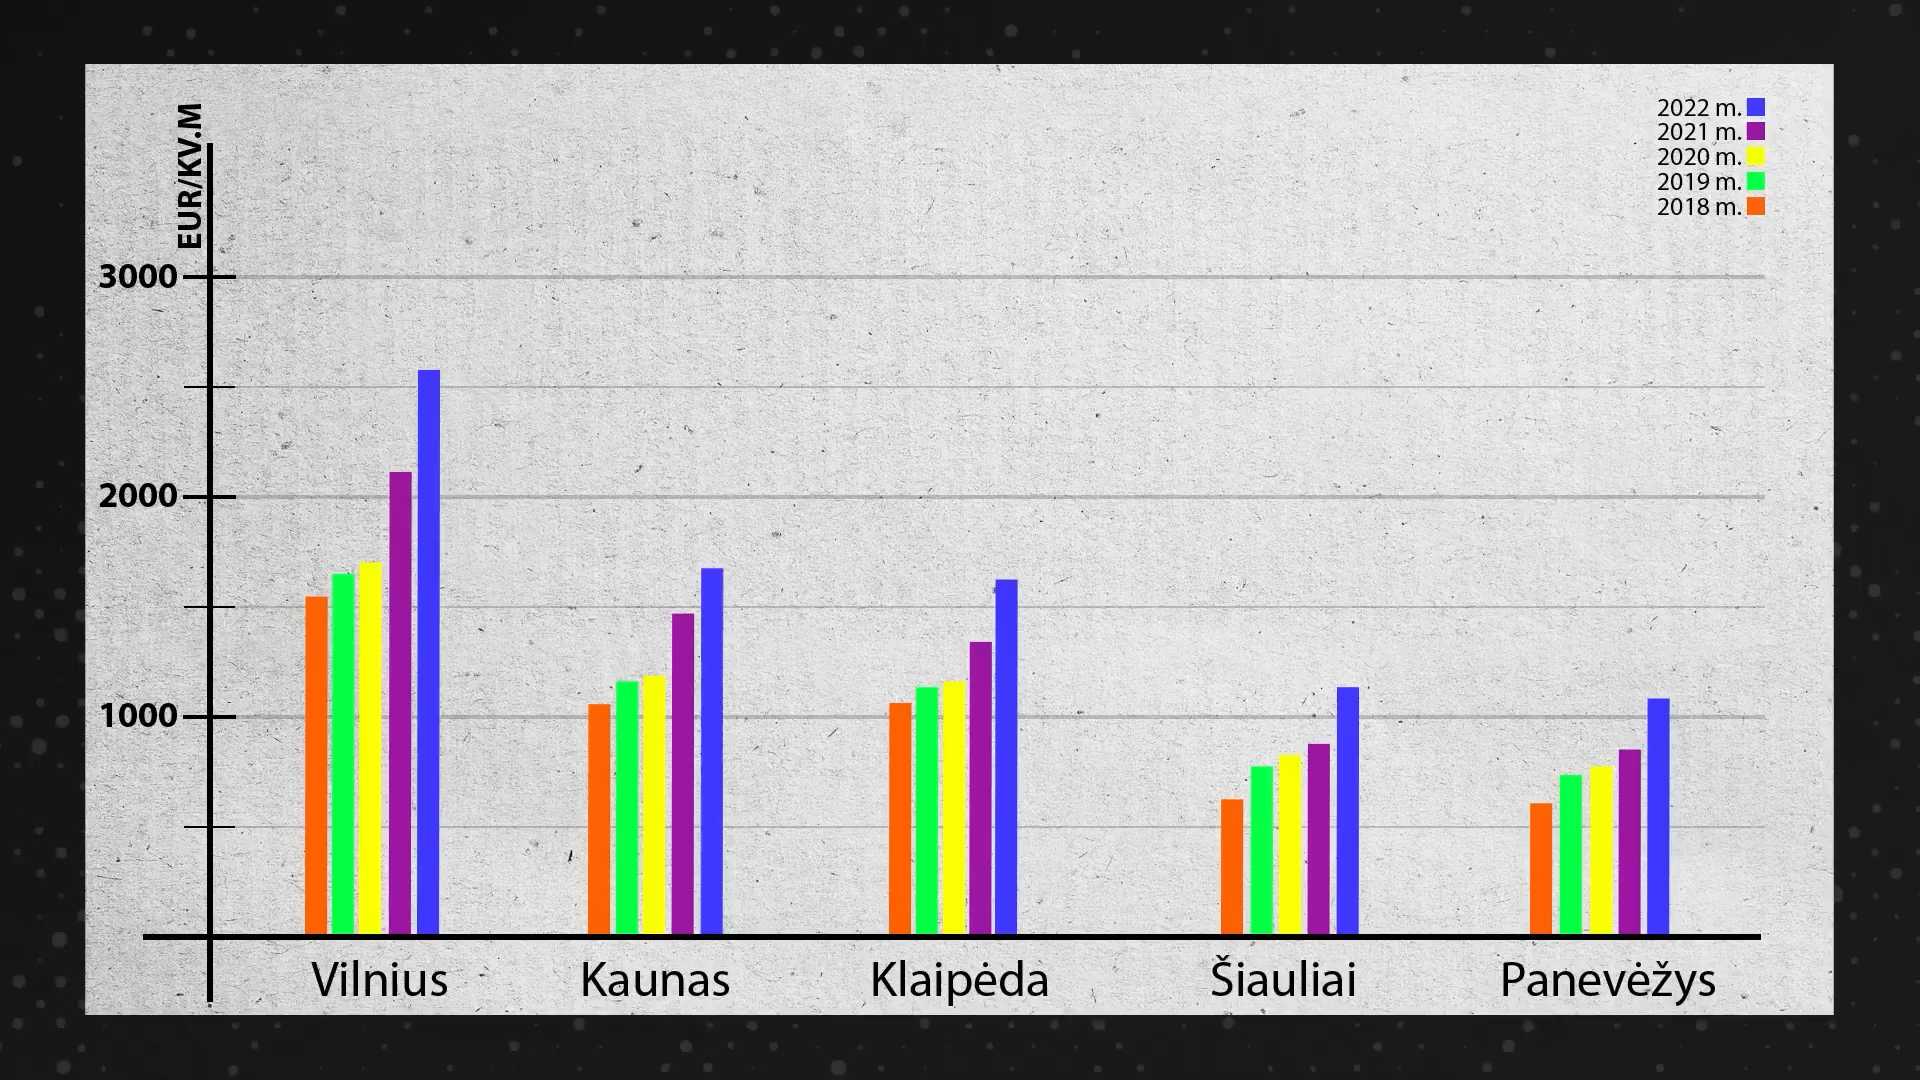 EUR/KV.M
2022 m.
2021 m.
2020 m.
2019 m.
2018 m.
3000
2000
1000
Vilnius Kaunas Klaipėda Šiauliai Panevėžys